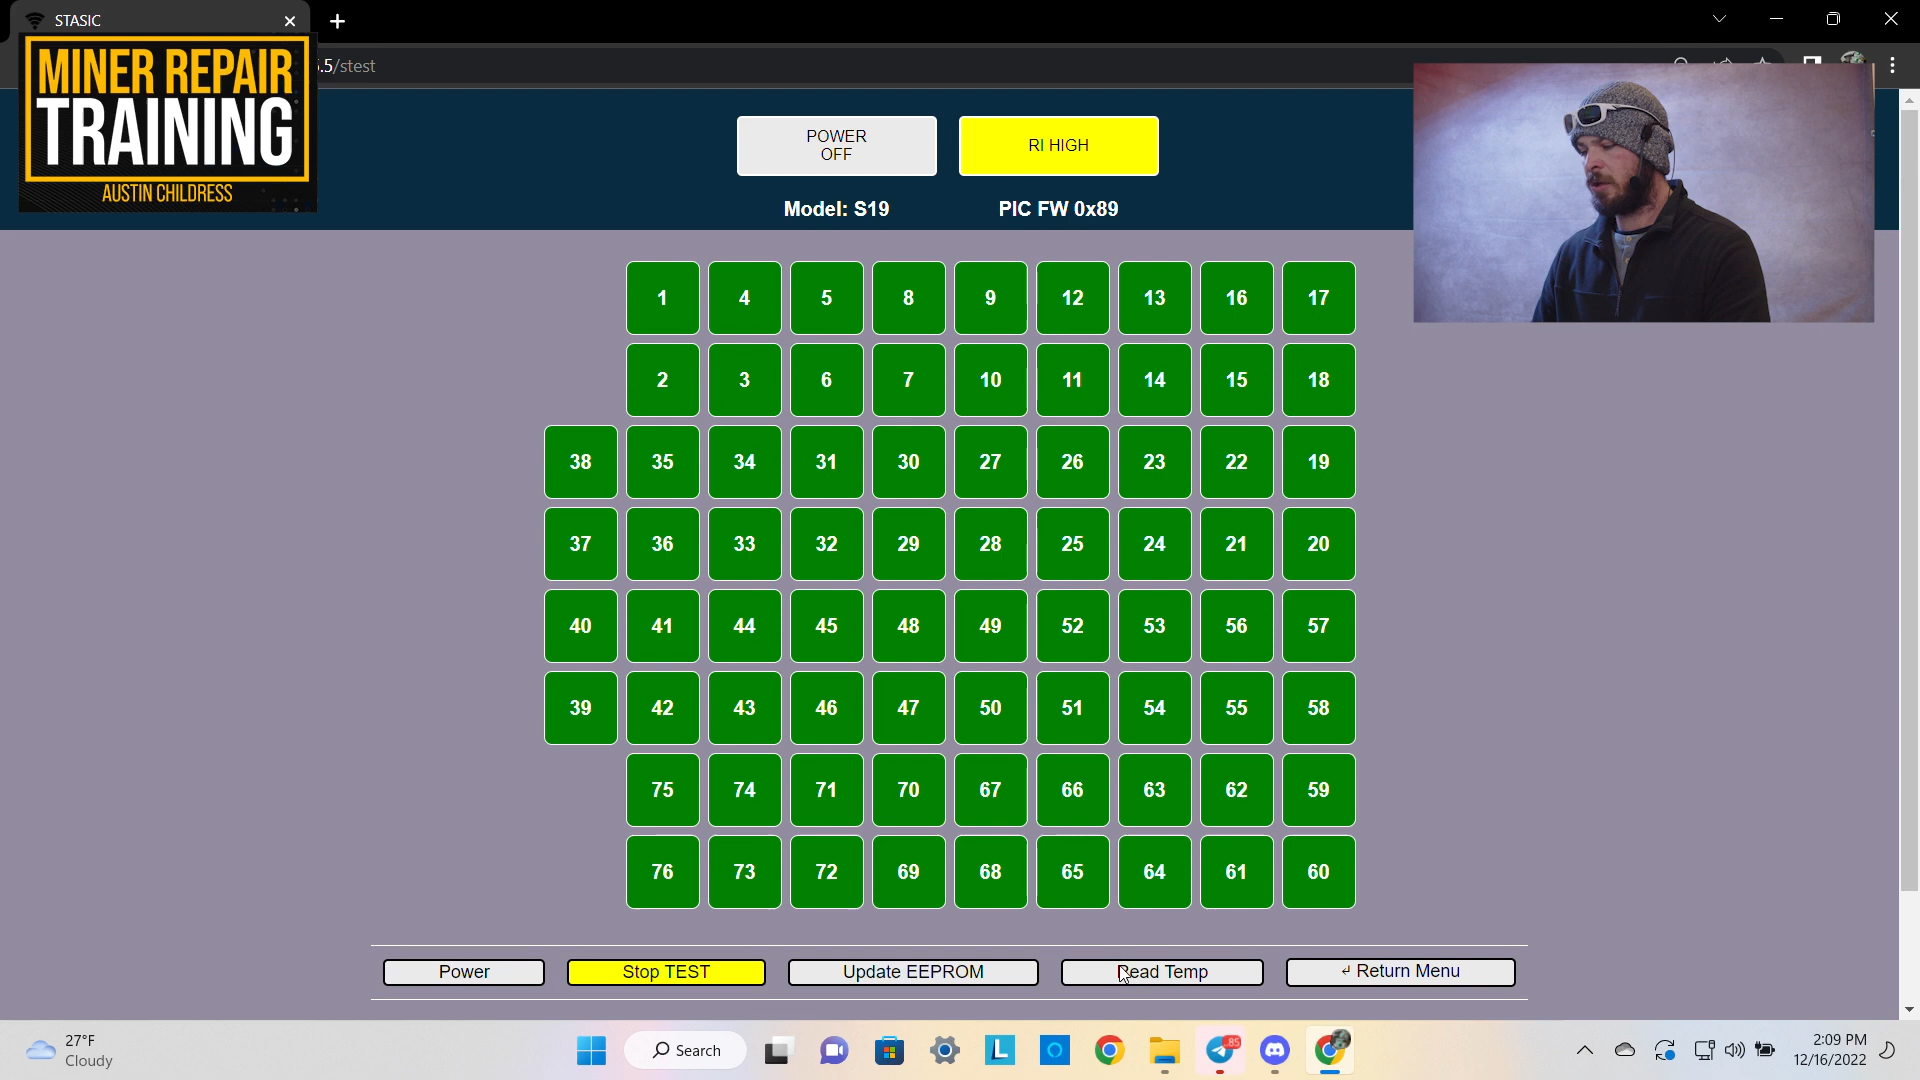 STASIC
MINER REPAIR
TRAINING
AUSTIN CHILDRESS
.5/stest
POWER
OFF
RI HIGH
Model: S19
PIC FW 0x89
1 4 5 8 9 12 13 16 17
2 3 6 7 10 11 14 15 18
38 35 34 31 30 27 26 23 22 19
37 36 33 32 29 28 25 24 21 20
40 41 44 45 48 49 52 53 56 57
39 42 43 46 47 50 51 54 55 58
75 74 71 70 67 66 63 62 59
76 73 72 69 68 65 64 61 60
Power
Stop TEST
Update EEPROM
Read Temp
↵ Return Menu
27°F
Cloudy
Search
L
85
2:09 PM
12/16/2022